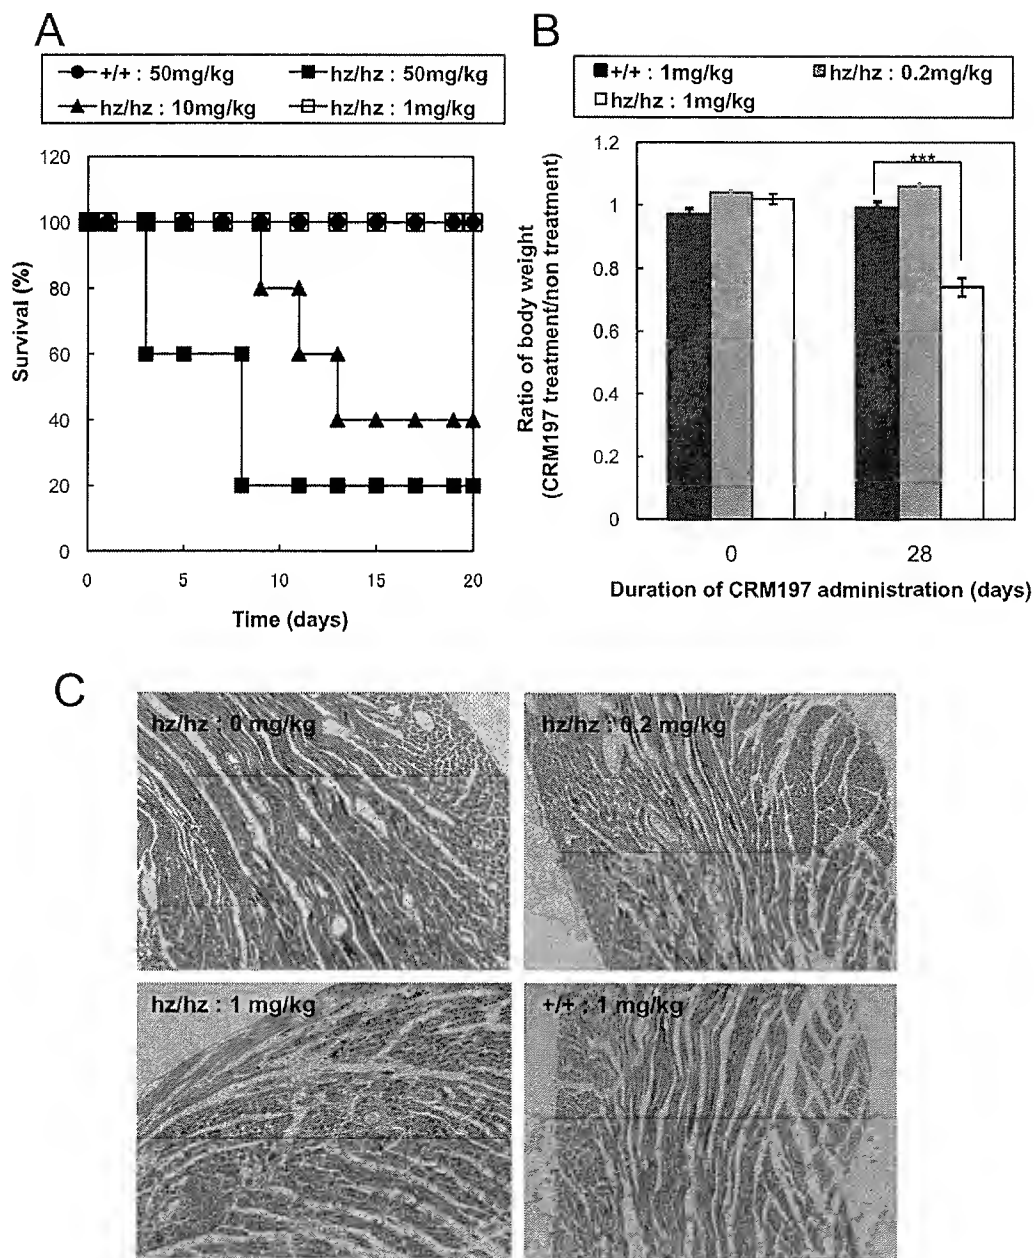 A
+/+ : 50mg/kg hz/hz : 50mg/kg
hz/hz : 10mg/kg hz/hz : 1mg/kg
120
100
80
60
40
20
0
Survival (%)
0 5 10 15 20
Time (days)
B
+/+ : 1mg/kg hz/hz : 0.2mg/kg
hz/hz : 1mg/kg
1.2
1
0.8
0.6
0.4
0.2
0
Ratio of body weight
(CRM197 treatment/non treatment)
***
0 28
Duration of CRM197 administration (days)
C
hz/hz : 0 mg/kg
hz/hz : 0.2 mg/kg
hz/hz : 1 mg/kg
+/+ : 1 mg/kg